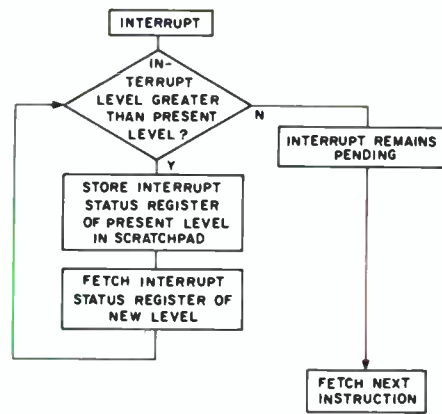 INTERRUPT
IN-
TERRUPT
LEVEL GREATER
THAN PRESENT
LEVEL?
N
Y
INTERRUPT REMAINS
PENDING
STORE INTERRUPT
STATUS REGISTER
OF PRESENT LEVEL
IN SCRATCHPAD
FETCH INTERRUPT
STATUS REGISTER OF
NEW LEVEL
FETCH NEXT
INSTRUCTION